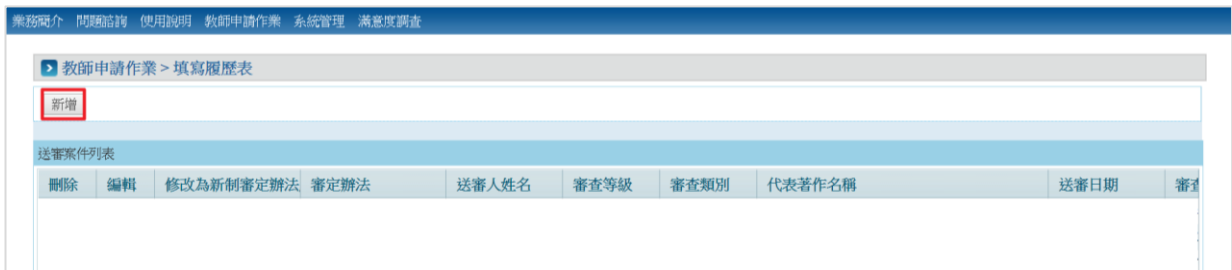 業務簡介 問題諮詢 使用說明 教師申請作業 系統管理 滿意度調查
教師申請作業 > 填寫履歷表
新增
送審案件列表
刪除 編輯 修改為新制審定辦法 審定辦法 送審人姓名 審查等級 審查類別 代表著作名稱 送審日期 審查